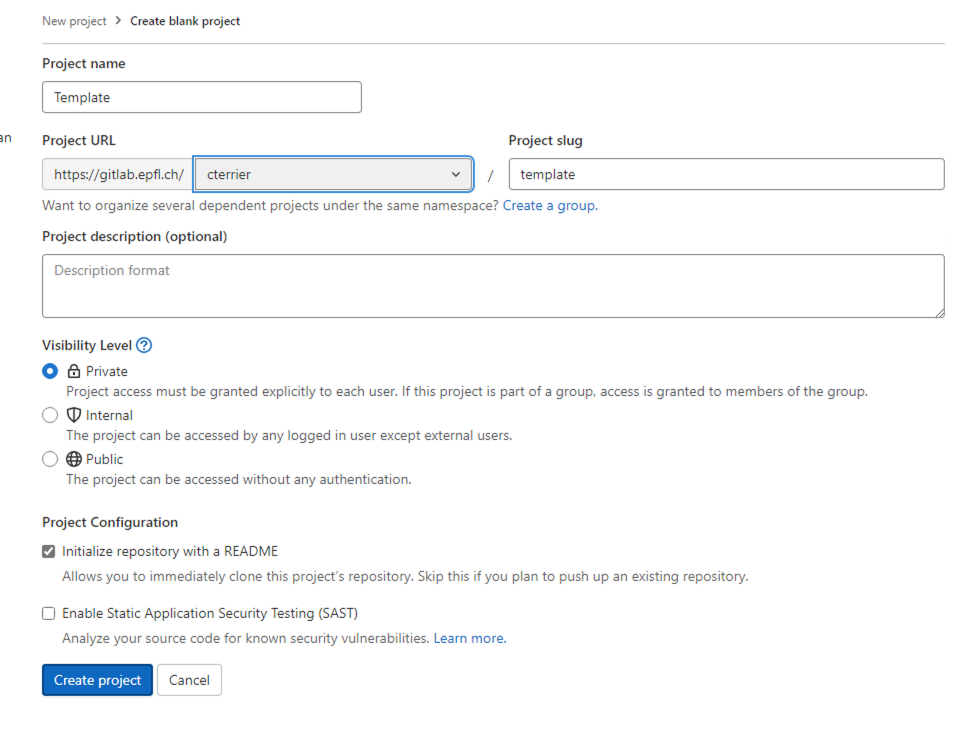 New project > Create blank project
Project name
Template
an
Project URL Project slug
https://gitlab.epfl.ch/ cterrier / template
Want to organize several dependent projects under the same namespace? Create a group.
Project description (optional)
Description format
Visibility Level ?
Private
Project access must be granted explicitly to each user. If this project is part of a group, access is granted to members of the group.
Internal
The project can be accessed by any logged in user except external users.
Public
The project can be accessed without any authentication.
Project Configuration
Initialize repository with a README
Allows you to immediately clone this project's repository. Skip this if you plan to push up an existing repository.
Enable Static Application Security Testing (SAST)
Analyze your source code for known security vulnerabilities. Learn more.
Create project Cancel